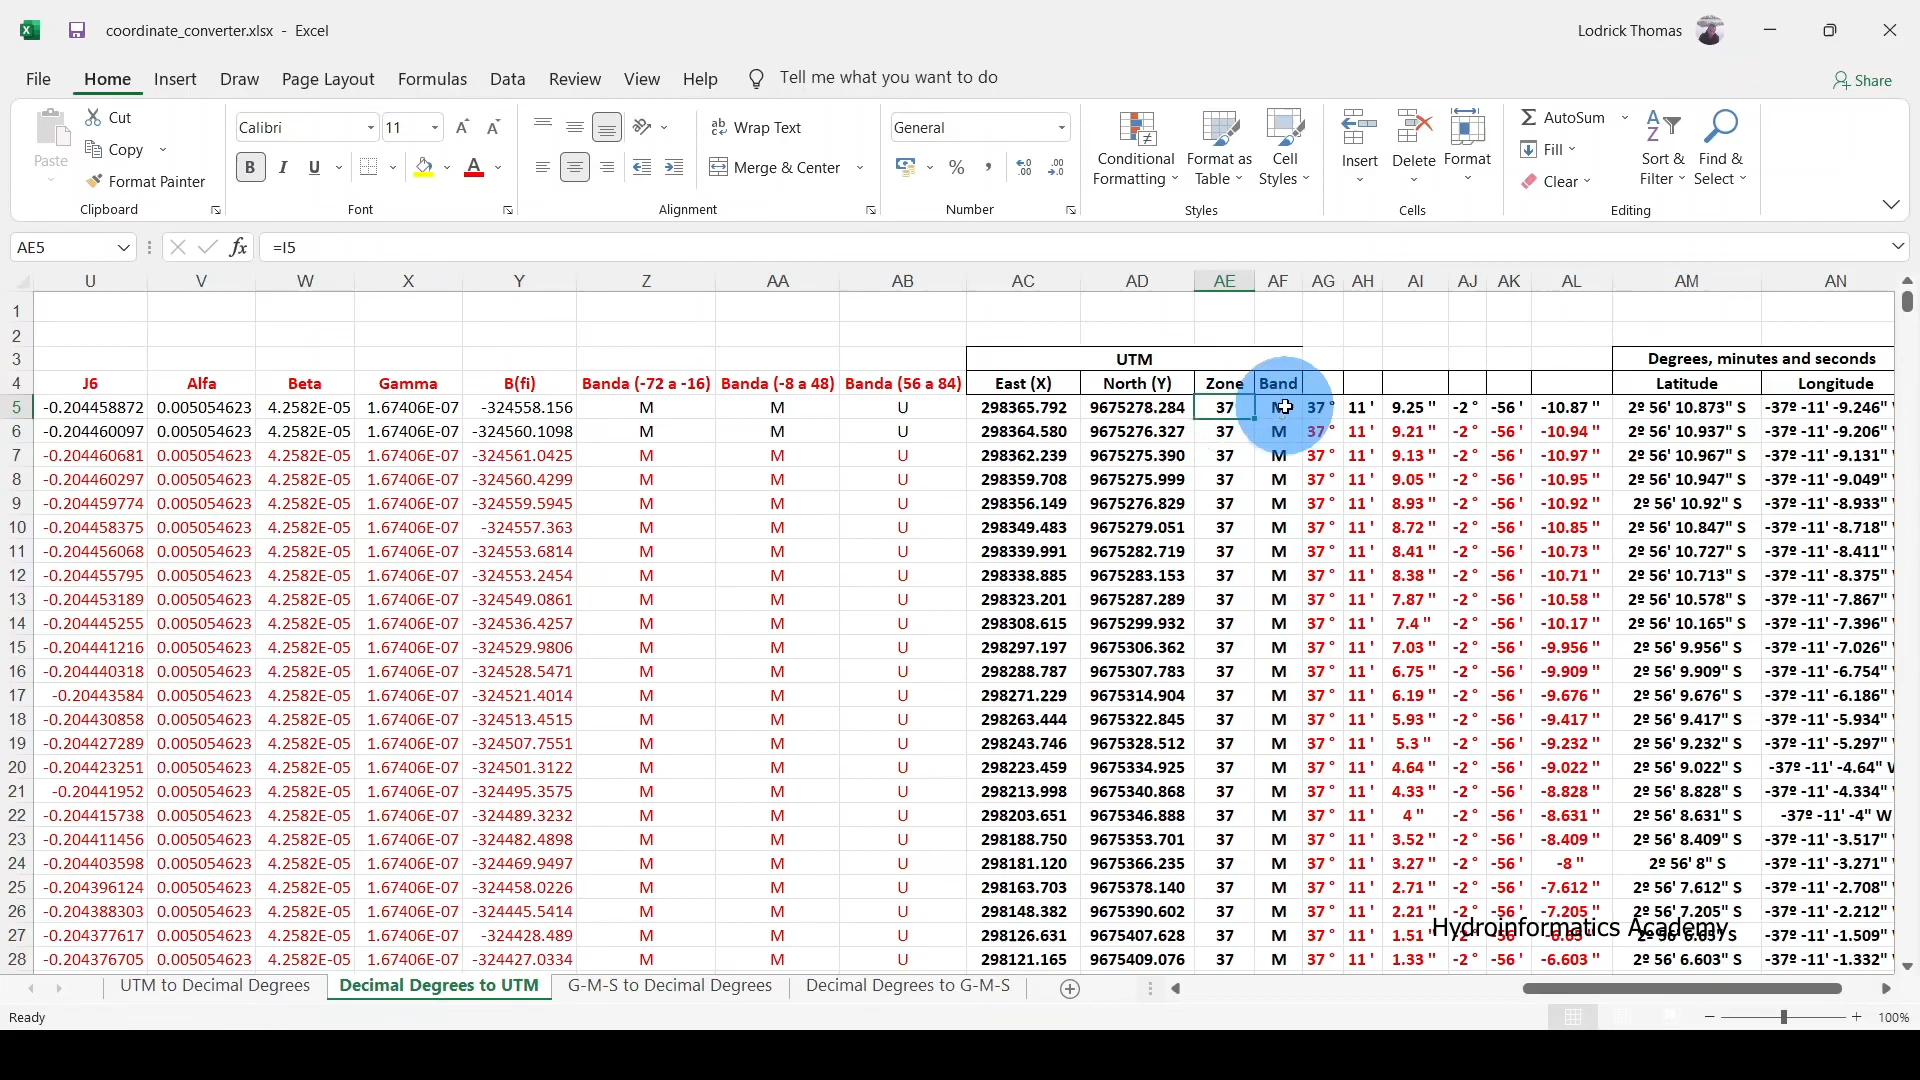 coordinate_converter.xlsx - Excel
Lodrick Thomas
File Home Insert Draw Page Layout Formulas Data Review View Help Tell me what you want to do Share
Paste Cut Copy Format Painter Clipboard
Calibri 11 B I U A Font
ab Wrap Text Merge & Center Alignment
General % , Number
Conditional Formatting Format as Table Cell Styles Styles
Insert Delete Format Cells
AutoSum Fill Clear Sort & Filter Find & Select Editing
AE5 fx =I5
U V W X Y Z AA AB AC AD AE AF AG AH AI AJ AK AL AM AN
1
2
3 UTM Degrees, minutes and seconds
4 J6 Alfa Beta Gamma B(fi) Banda (-72 a -16) Banda (-8 a 48) Banda (56 a 84) East (X) North (Y) Zone Band Latitude Longitude
5 -0.204458872 0.005054623 4.2582E-05 1.67406E-07 -324558.156 M M U 298365.792 9675278.284 37 M 37 ° 11 ' 9.25 " -2 ° -56 ' -10.87 " 2º 56' 10.873" S -37º -11' -9.246"
6 -0.204460097 0.005054623 4.2582E-05 1.67406E-07 -324560.1098 M M U 298364.580 9675276.327 37 M 37 ° 11 ' 9.21 " -2 ° -56 ' -10.94 " 2º 56' 10.937" S -37º -11' -9.206"
7 -0.204460681 0.005054623 4.2582E-05 1.67406E-07 -324561.0425 M M U 298362.239 9675275.390 37 M 37 ° 11 ' 9.13 " -2 ° -56 ' -10.97 " 2º 56' 10.967" S -37º -11' -9.131"
8 -0.204460297 0.005054623 4.2582E-05 1.67406E-07 -324560.4299 M M U 298359.708 9675275.999 37 M 37 ° 11 ' 9.05 " -2 ° -56 ' -10.95 " 2º 56' 10.947" S -37º -11' -9.049"
9 -0.204459774 0.005054623 4.2582E-05 1.67406E-07 -324559.5945 M M U 298356.149 9675276.829 37 M 37 ° 11 ' 8.93 " -2 ° -56 ' -10.92 " 2º 56' 10.92" S -37º -11' -8.933"
10 -0.204458375 0.005054623 4.2582E-05 1.67406E-07 -324557.363 M M U 298349.483 9675279.051 37 M 37 ° 11 ' 8.72 " -2 ° -56 ' -10.85 " 2º 56' 10.847" S -37º -11' -8.718"
11 -0.204456068 0.005054623 4.2582E-05 1.67406E-07 -324553.6814 M M U 298339.991 9675282.719 37 M 37 ° 11 ' 8.41 " -2 ° -56 ' -10.73 " 2º 56' 10.727" S -37º -11' -8.411"
12 -0.204455795 0.005054623 4.2582E-05 1.67406E-07 -324553.2454 M M U 298338.885 9675283.153 37 M 37 ° 11 ' 8.38 " -2 ° -56 ' -10.71 " 2º 56' 10.713" S -37º -11' -8.375"
13 -0.204453189 0.005054623 4.2582E-05 1.67406E-07 -324549.0861 M M U 298323.201 9675287.289 37 M 37 ° 11 ' 7.87 " -2 ° -56 ' -10.58 " 2º 56' 10.578" S -37º -11' -7.867"
14 -0.204445255 0.005054623 4.2582E-05 1.67406E-07 -324536.4257 M M U 298308.615 9675299.932 37 M 37 ° 11 ' 7.4 " -2 ° -56 ' -10.17 " 2º 56' 10.165" S -37º -11' -7.396"
15 -0.204441216 0.005054623 4.2582E-05 1.67406E-07 -324529.9806 M M U 298297.197 9675306.362 37 M 37 ° 11 ' 7.03 " -2 ° -56 ' -9.956 " 2º 56' 9.956" S -37º -11' -7.026"
16 -0.204440318 0.005054623 4.2582E-05 1.67406E-07 -324528.5471 M M U 298288.787 9675307.783 37 M 37 ° 11 ' 6.75 " -2 ° -56 ' -9.909 " 2º 56' 9.909" S -37º -11' -6.754"
17 -0.20443584 0.005054623 4.2582E-05 1.67406E-07 -324521.4014 M M U 298271.229 9675314.904 37 M 37 ° 11 ' 6.19 " -2 ° -56 ' -9.676 " 2º 56' 9.676" S -37º -11' -6.186"
18 -0.204430858 0.005054623 4.2582E-05 1.67406E-07 -324513.4515 M M U 298263.444 9675322.845 37 M 37 ° 11 ' 5.93 " -2 ° -56 ' -9.417 " 2º 56' 9.417" S -37º -11' -5.934"
19 -0.204427289 0.005054623 4.2582E-05 1.67406E-07 -324507.7551 M M U 298243.746 9675328.512 37 M 37 ° 11 ' 5.3 " -2 ° -56 ' -9.232 " 2º 56' 9.232" S -37º -11' -5.297"
20 -0.204423251 0.005054623 4.2582E-05 1.67406E-07 -324501.3122 M M U 298223.459 9675334.925 37 M 37 ° 11 ' 4.64 " -2 ° -56 ' -9.022 " 2º 56' 9.022" S -37º -11' -4.64"
21 -0.20441952 0.005054623 4.2582E-05 1.67406E-07 -324495.3575 M M U 298213.998 9675340.868 37 M 37 ° 11 ' 4.33 " -2 ° -56 ' -8.828 " 2º 56' 8.828" S -37º -11' -4.334"
22 -0.204415738 0.005054623 4.2582E-05 1.67406E-07 -324489.3232 M M U 298203.651 9675346.888 37 M 37 ° 11 ' 4 " -2 ° -56 ' -8.631 " 2º 56' 8.631" S -37º -11' -4" W
23 -0.204411456 0.005054623 4.2582E-05 1.67406E-07 -324482.4898 M M U 298188.750 9675353.701 37 M 37 ° 11 ' 3.52 " -2 ° -56 ' -8.409 " 2º 56' 8.409" S -37º -11' -3.517"
24 -0.204403598 0.005054623 4.2582E-05 1.67406E-07 -324469.9497 M M U 298181.120 9675366.235 37 M 37 ° 11 ' 3.27 " -2 ° -56 ' -8 " 2º 56' 8" S -37º -11' -3.271"
25 -0.204396124 0.005054623 4.2582E-05 1.67406E-07 -324458.0226 M M U 298163.703 9675378.140 37 M 37 ° 11 ' 2.71 " -2 ° -56 ' -7.612 " 2º 56' 7.612" S -37º -11' -2.708"
26 -0.204388303 0.005054623 4.2582E-05 1.67406E-07 -324445.5414 M M U 298148.382 9675390.602 37 M 37 ° 11 ' 2.21 " -2 ° -56 ' -7.205 " 2º 56' 7.205" S -37º -11' -2.212"
Hydroinformatics Academy
27 -0.204377617 0.005054623 4.2582E-05 1.67406E-07 -324428.489 M M U 298126.631 9675407.628 37 M 37 ° 11 ' 1.51 " -37º -11' -1.509"
28 -0.204376705 0.005054623 4.2582E-05 1.67406E-07 -324427.0334 M M U 298121.165 9675409.076 37 M 37 ° 11 ' 1.33 " -2 ° -56 ' -6.603 " 2º 56' 6.603" S -37º -11' -1.332"
UTM to Decimal Degrees Decimal Degrees to UTM G-M-S to Decimal Degrees Decimal Degrees to G-M-S
Ready 100%